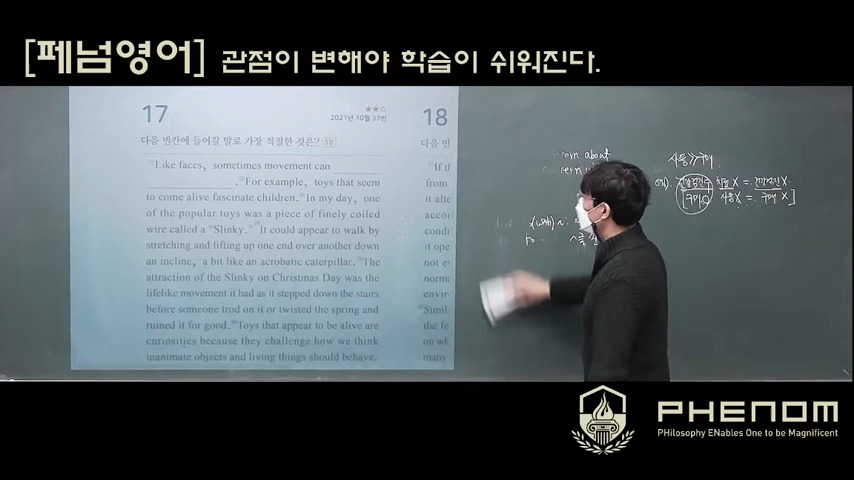 [페넘영어] 관점이 변해야 학습이 쉬워진다.
17
★★☆
2021년 10월 33번
다음 빈칸에 들어갈 말로 가장 적절한 것은?
Like faces, sometimes movement can
. For example, toys that seem
to come alive fascinate children. In my day, one
of the popular toys was a piece of finely coiled
wire called a "Slinky." It could appear to walk by
stretching and lifting up one end over another down
an incline, a bit like an acrobatic caterpillar. The
attraction of the Slinky on Christmas Day was the
lifelike movement it had as it stepped down the stairs
before someone trod on it or twisted the spring and
ruined it for good. Toys that appear to be alive are
curiosities because they challenge how we think
inanimate objects and living things should behave.
18
다음 빈
"If t
from
it alte
acco
condi
it ope
not e
norm
envir
Simil
the fe
on wh
many
about
to
PHENOM
PHilosophy ENables One to be Magnificent